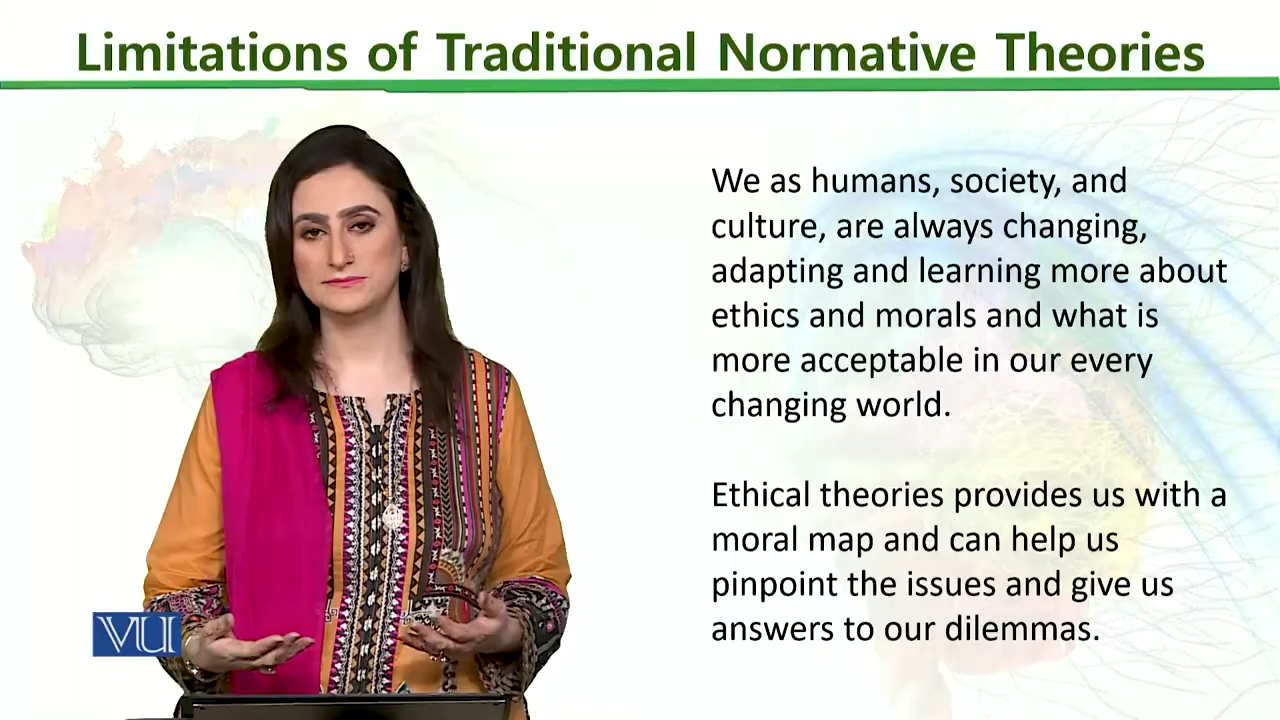 Limitations of Traditional Normative Theories
We as humans, society, and
culture, are always changing,
adapting and learning more about
ethics and morals and what is
more acceptable in our every
changing world.
Ethical theories provides us with a
moral map and can help us
pinpoint the issues and give us
answers to our dilemmas.
VU